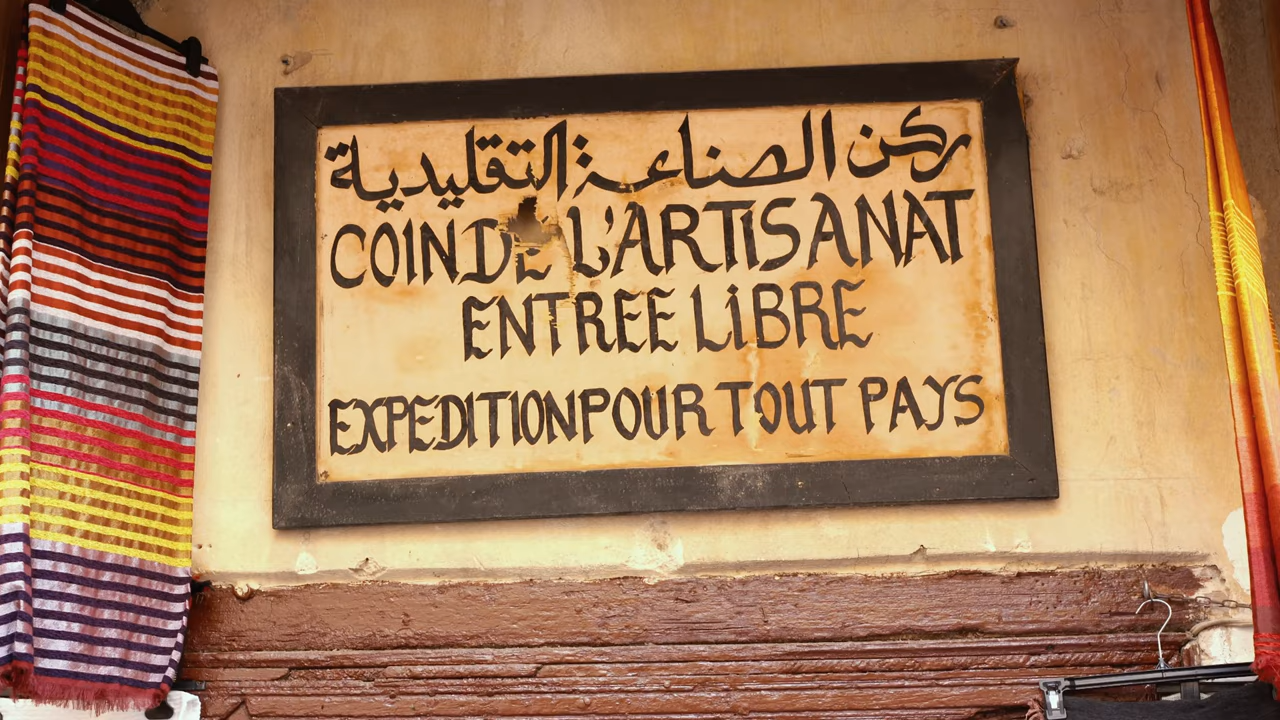 ركن الصناعة التقليدية
COIN DE L'ARTISANAT
ENTREE LIBRE
EXPEDITION POUR TOUT PAYS